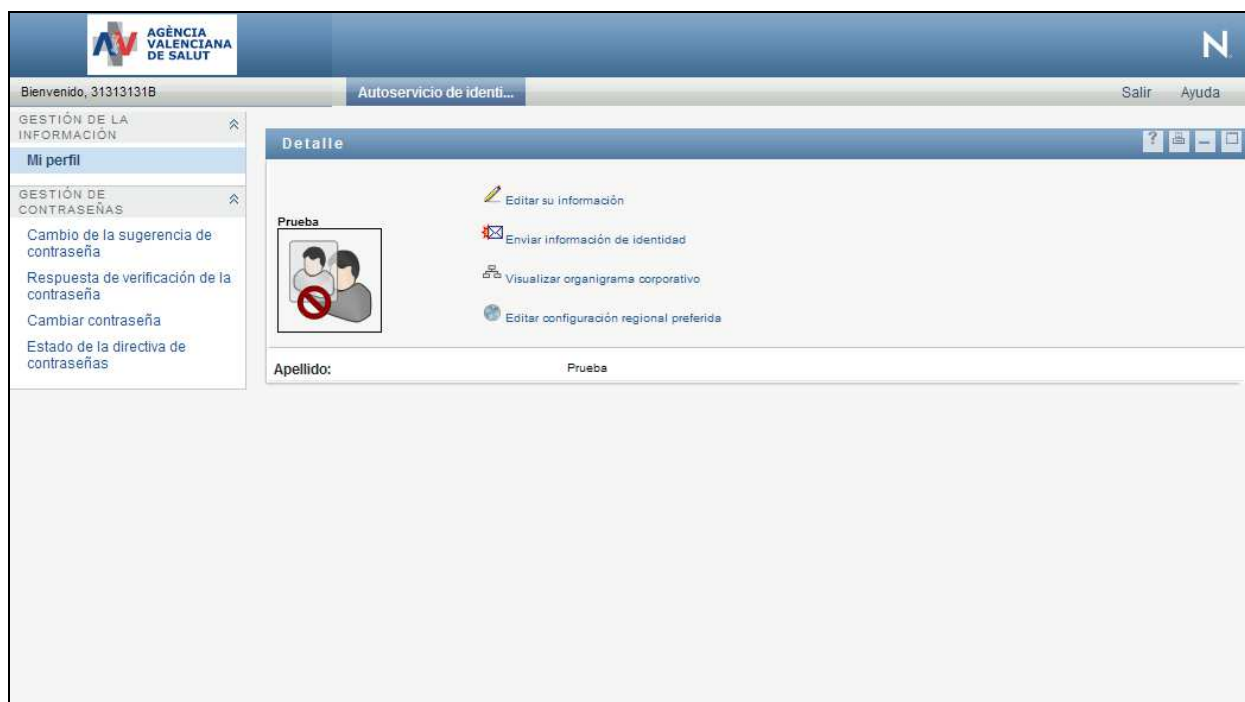 AGÈNCIA
VALENCIANA
DE SALUT
N
Bienvenido, 31313131B
Autoservicio de identi...
Salir
Ayuda
GESTIÓN DE LA
INFORMACIÓN
Mi perfil
GESTIÓN DE
CONTRASEÑAS
Cambio de la sugerencia de
contraseña
Respuesta de verificación de la
contraseña
Cambiar contraseña
Estado de la directiva de
contraseñas
Detalle
?
Prueba
Editar su información
Enviar información de identidad
Visualizar organigrama corporativo
Editar configuración regional preferida
Apellido:
Prueba